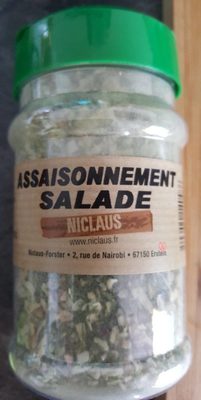 ASSAISONNEMENT
SALADE
NICLAUS
www.niclaus.fr
Niclaus-Forster • 2, rue de Nairobi • 67150 Erstein